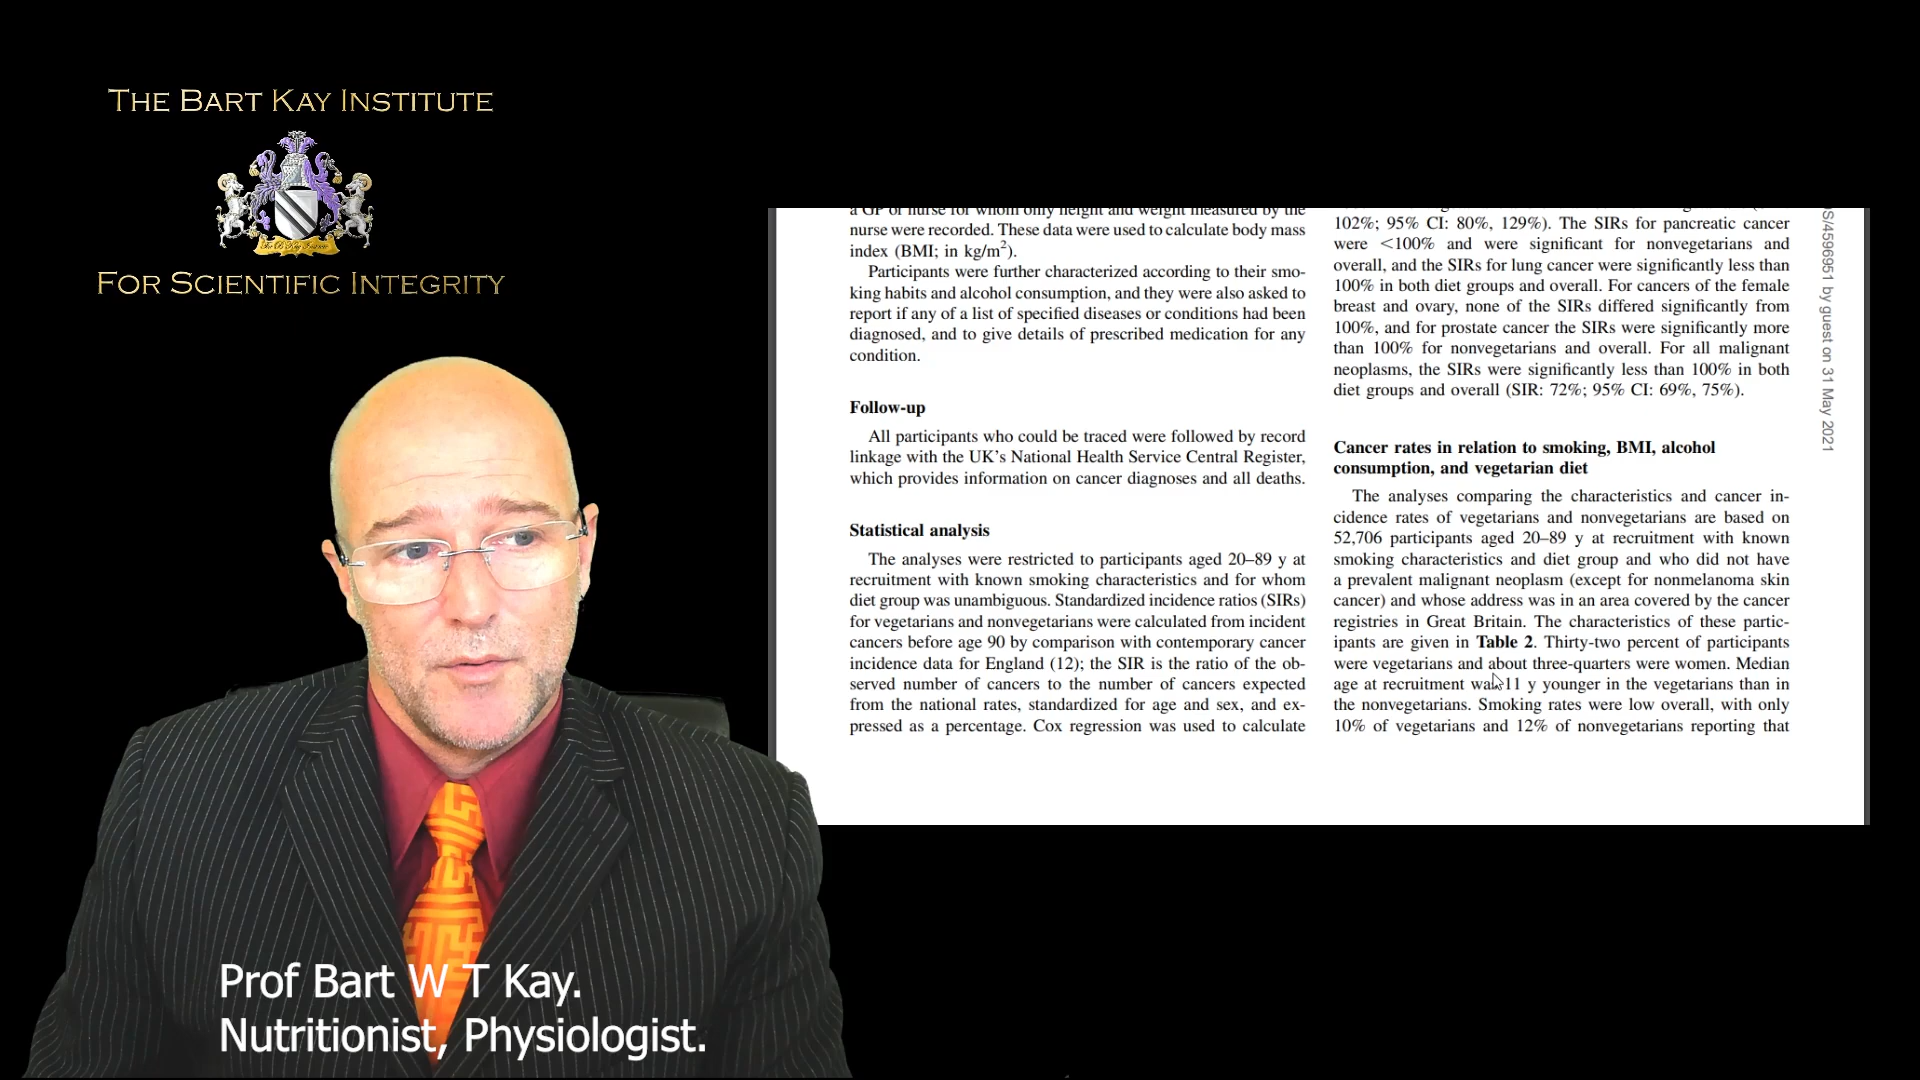 THE BART KAY INSTITUTE
FOR SCIENTIFIC INTEGRITY
Prof Bart W T Kay.
Nutritionist, Physiologist.
a GP or nurse for whom only height and weight measured by the
nurse were recorded. These data were used to calculate body mass
index (BMI; in kg/m²).
Participants were further characterized according to their smo-
king habits and alcohol consumption, and they were also asked to
report if any of a list of specified diseases or conditions had been
diagnosed, and to give details of prescribed medication for any
condition.
Follow-up
All participants who could be traced were followed by record
linkage with the UK's National Health Service Central Register,
which provides information on cancer diagnoses and all deaths.
Statistical analysis
The analyses were restricted to participants aged 20–89 y at
recruitment with known smoking characteristics and for whom
diet group was unambiguous. Standardized incidence ratios (SIRs)
for vegetarians and nonvegetarians were calculated from incident
cancers before age 90 by comparison with contemporary cancer
incidence data for England (12); the SIR is the ratio of the ob-
served number of cancers to the number of cancers expected
from the national rates, standardized for age and sex, and ex-
pressed as a percentage. Cox regression was used to calculate
102%; 95% CI: 80%, 129%). The SIRs for pancreatic cancer
were <100% and were significant for nonvegetarians and
overall, and the SIRs for lung cancer were significantly less than
100% in both diet groups and overall. For cancers of the female
breast and ovary, none of the SIRs differed significantly from
100%, and for prostate cancer the SIRs were significantly more
than 100% for nonvegetarians and overall. For all malignant
neoplasms, the SIRs were significantly less than 100% in both
diet groups and overall (SIR: 72%; 95% CI: 69%, 75%).
Cancer rates in relation to smoking, BMI, alcohol
consumption, and vegetarian diet
The analyses comparing the characteristics and cancer in-
cidence rates of vegetarians and nonvegetarians are based on
52,706 participants aged 20–89 y at recruitment with known
smoking characteristics and diet group and who did not have
a prevalent malignant neoplasm (except for nonmelanoma skin
cancer) and whose address was in an area covered by the cancer
registries in Great Britain. The characteristics of these partic-
ipants are given in Table 2. Thirty-two percent of participants
were vegetarians and about three-quarters were women. Median
age at recruitment was 11 y younger in the vegetarians than in
the nonvegetarians. Smoking rates were low overall, with only
10% of vegetarians and 12% of nonvegetarians reporting that
S/4596951 by guest on 31 May 2021